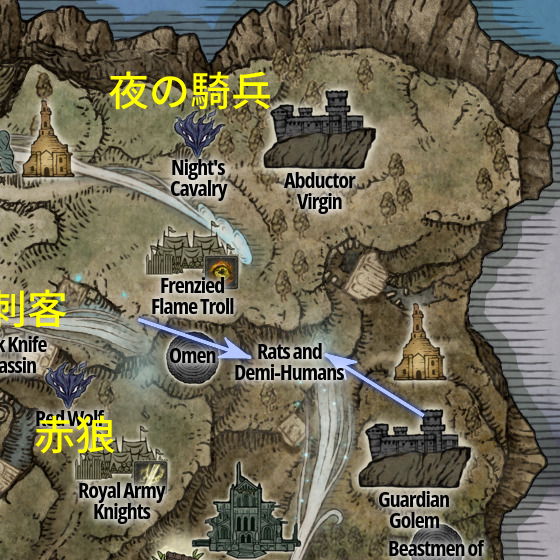 夜の騎兵
Night's
Cavalry
Abductor
Virgin
Frenzied
Flame Troll
刺客
Omen
Rats and
Demi-Humans
k Knife
assin
Red Wolf
赤狼
Royal Army
Knights
Guardian
Golem
Beastmen of